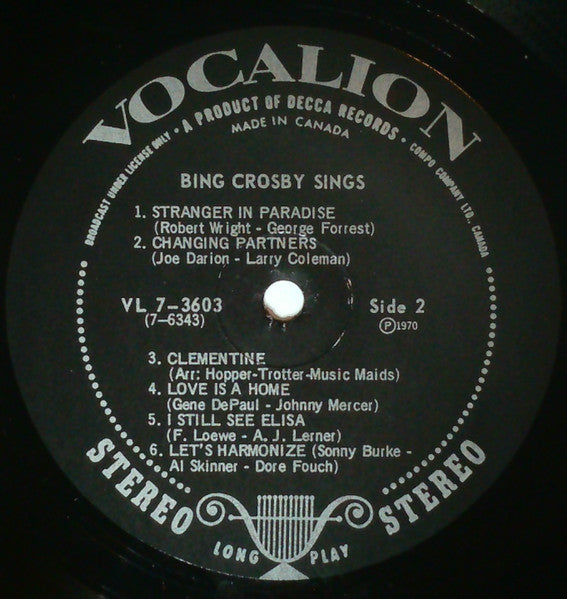 VOCALION
BROADCAST UNDER LICENSE ONLY • A PRODUCT OF DECCA RECORDS • COMPO COMPANY LTD., CANADA
MADE IN CANADA
BING CROSBY SINGS
1. STRANGER IN PARADISE
(Robert Wright - George Forrest)
2. CHANGING PARTNERS
(Joe Darion - Larry Coleman)
VL 7-3603
(7-6343)
Side 2
Ⓟ1970
3. CLEMENTINE
(Arr: Hopper-Trotter-Music Maids)
4. LOVE IS A HOME
(Gene DePaul - Johnny Mercer)
5. I STILL SEE ELISA
(F. Loewe - A. J. Lerner)
6. LET'S HARMONIZE (Sonny Burke -
Al Skinner - Dore Fouch)
STEREO STEREO
LONG PLAY